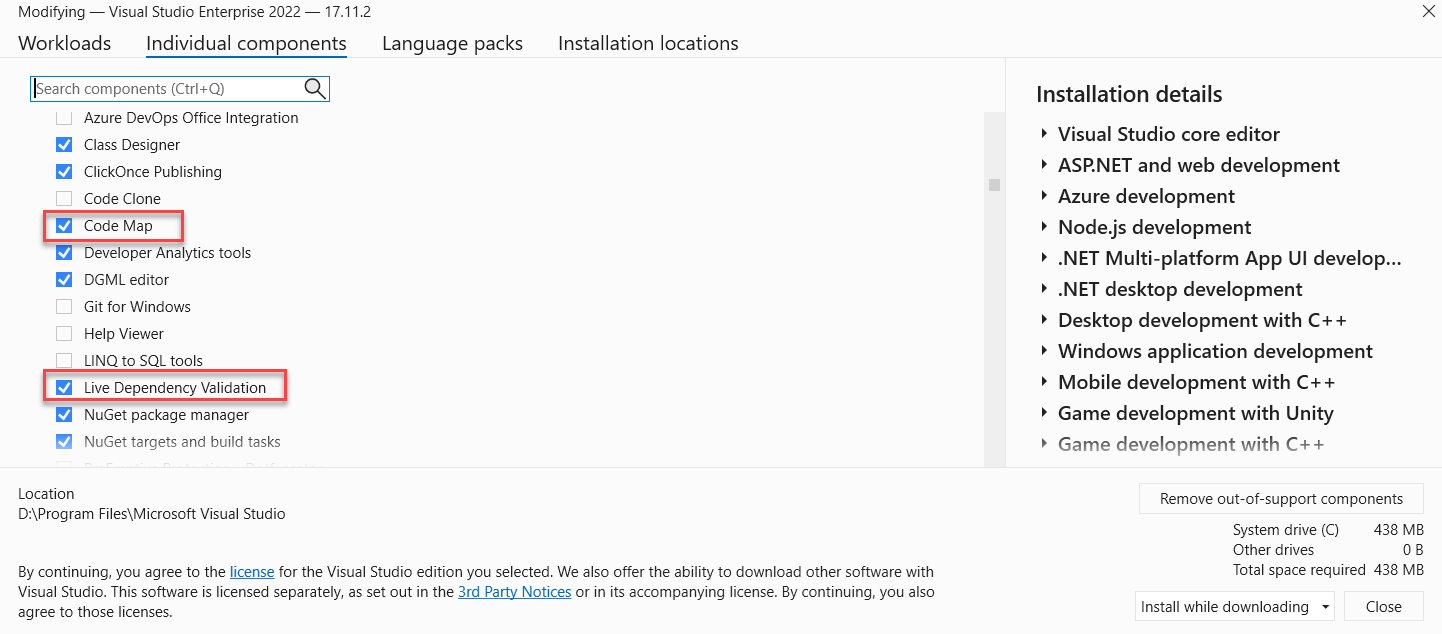 Modifying — Visual Studio Enterprise 2022 — 17.11.2
Workloads
Individual components
Language packs
Installation locations
Search components (Ctrl+Q)
Azure DevOps Office Integration
Class Designer
ClickOnce Publishing
Code Clone
Code Map
Developer Analytics tools
DGML editor
Git for Windows
Help Viewer
LINQ to SQL tools
Live Dependency Validation
NuGet package manager
NuGet targets and build tasks
Installation details
Visual Studio core editor
ASP.NET and web development
Azure development
Node.js development
.NET Multi-platform App UI develop...
.NET desktop development
Desktop development with C++
Windows application development
Mobile development with C++
Game development with Unity
Game development with C++
Location
D:\Program Files\Microsoft Visual Studio
By continuing, you agree to the license for the Visual Studio edition you selected. We also offer the ability to download other software with
Visual Studio. This software is licensed separately, as set out in the 3rd Party Notices or in its accompanying license. By continuing, you also
agree to those licenses.
Remove out-of-support components
System drive (C) 438 MB
Other drives 0 B
Total space required 438 MB
Install while downloading
Close